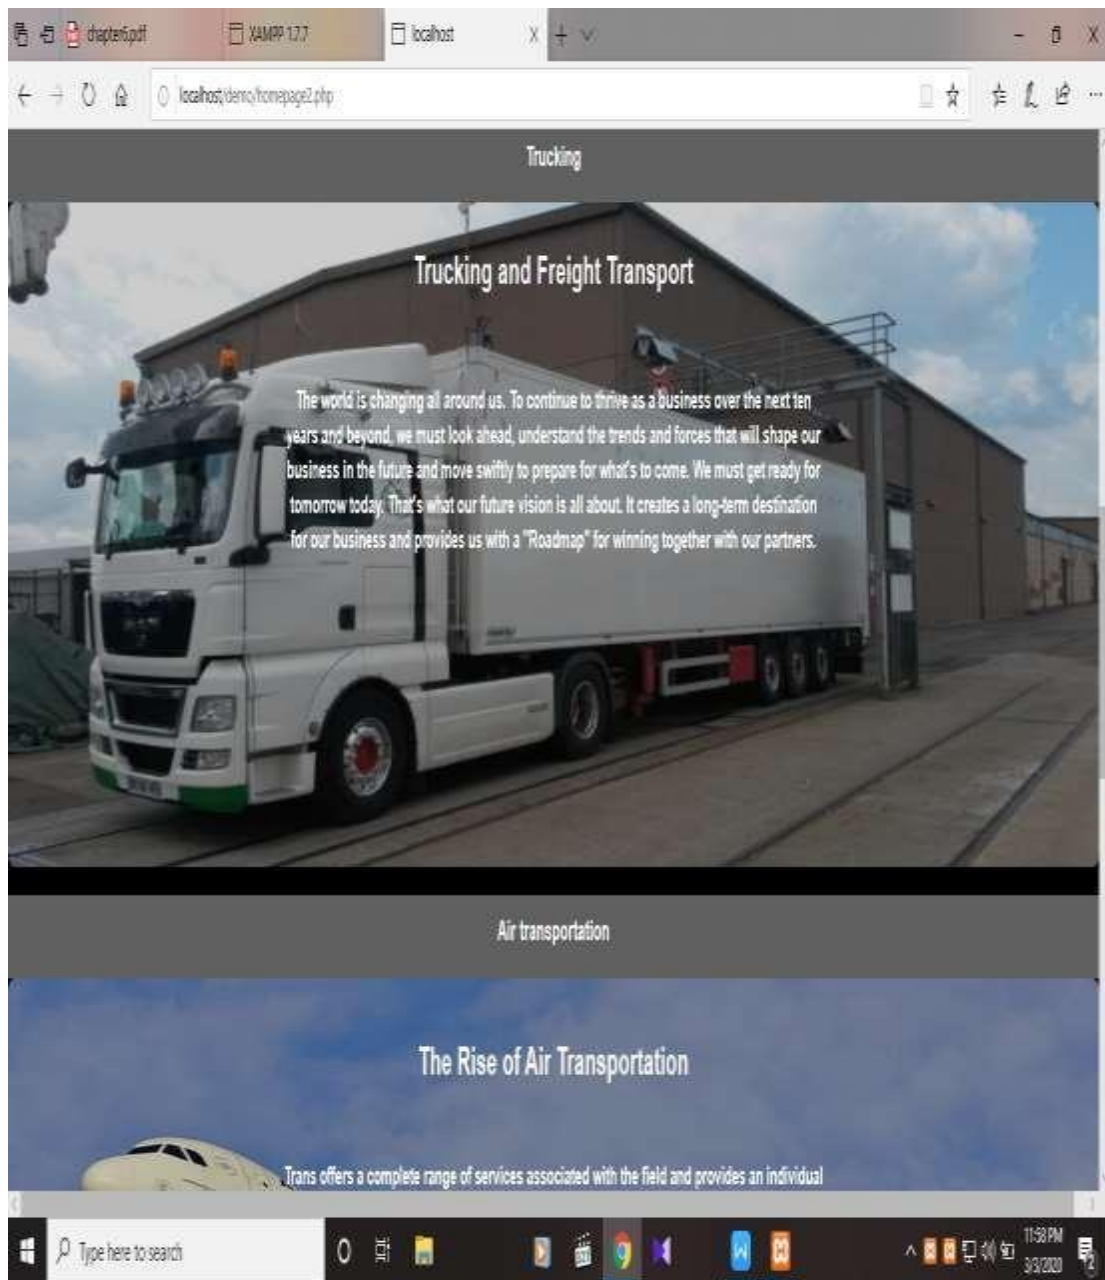 chapter6.pdf
XAMPP 1.7.7
localhost
localhost/demo/homepage2.php
Trucking
Trucking and Freight Transport
The world is changing all around us. To continue to thrive as a business over the next ten
years and beyond, we must look ahead, understand the trends and forces that will shape our
business in the future and move swiftly to prepare for what's to come. We must get ready for
tomorrow today. That's what our future vision is all about. It creates a long-term destination
for our business and provides us with a "Roadmap" for winning together with our partners.
Air transportation
The Rise of Air Transportation
Trans offers a complete range of services associated with the field and provides an individual
Type here to search
11:58 PM
3/3/2020